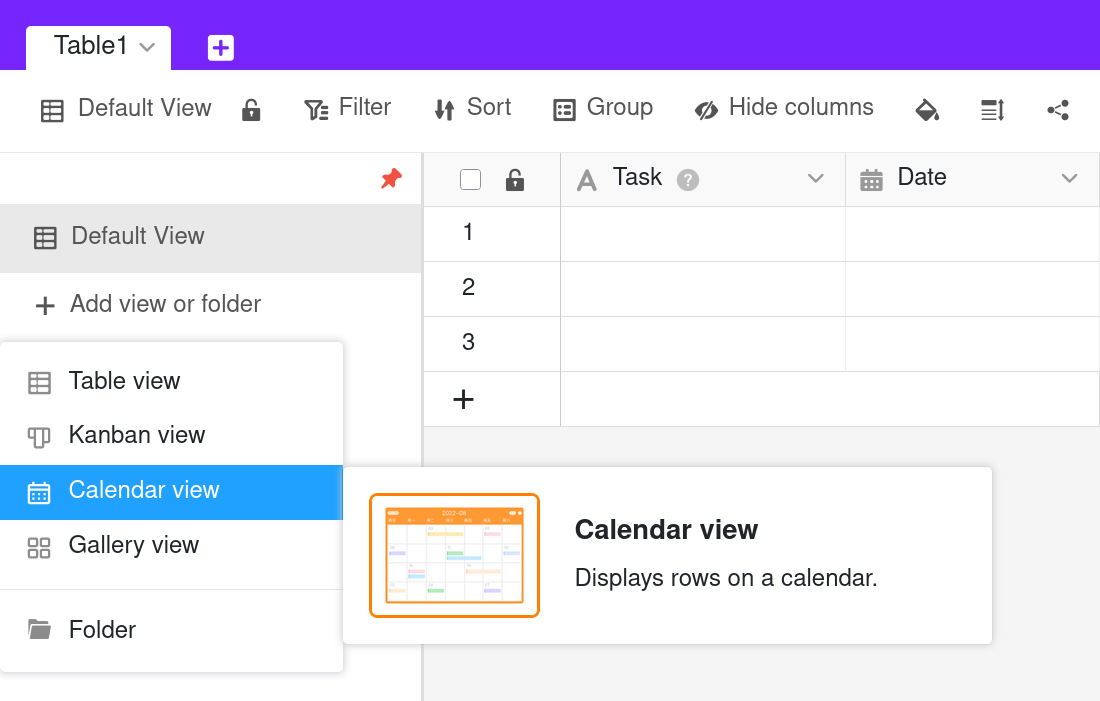 Table1
Default View Filter Sort Group Hide columns
Task ? Date
Default View
1
Add view or folder
2
3
Table view
Kanban view
Calendar view
Gallery view
Folder
2022-08
Calendar view
Displays rows on a calendar.